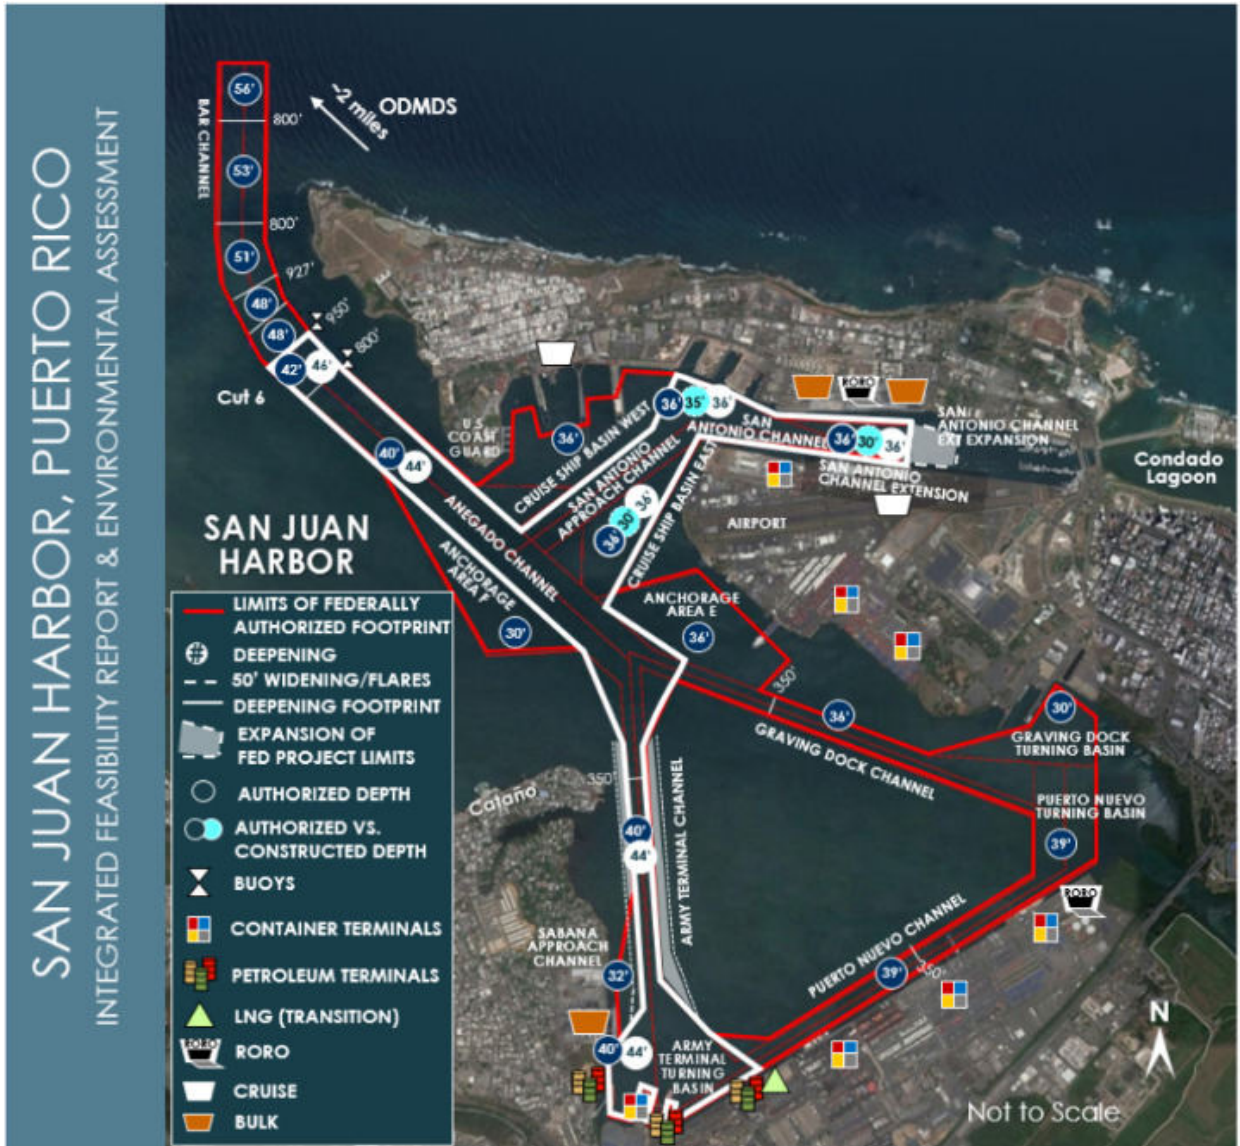 SAN JUAN HARBOR, PUERTO RICO
INTEGRATED FEASIBILITY REPORT & ENVIRONMENTAL ASSESSMENT
56'
BAR CHANNEL
800'
~2 miles
ODMDS
53'
800'
51'
927'
48'
950'
48'
800'
42'
46'
Cut 6
36'
35'
36'
RORO
U.S
COAST
GUARD
36'
CRUISE SHIP BASIN WEST
SAN
ANTONIO CHANNEL
36'
30'
36'
SAN
ANTONIO CHANNEL
EXT EXPANSION
40'
44'
SAN ANTONIO
APPROACH CHANNEL
SAN ANTONIO
CHANNEL EXTENSION
Condado
Lagoon
ANEGADO CHANNEL
36'
30'
36'
CRUISE SHIP BASIN EAST
AIRPORT
SAN JUAN
HARBOR
ANCHORAGE
AREA F
30'
ANCHORAGE
AREA E
36'
350'
36'
30'
GRAVING DOCK
TURNING BASIN
GRAVING DOCK CHANNEL
LIMITS OF FEDERALLY
AUTHORIZED FOOTPRINT
#
DEEPENING
50' WIDENING/FLARES
DEEPENING FOOTPRINT
EXPANSION OF
FED PROJECT LIMITS
AUTHORIZED DEPTH
AUTHORIZED VS.
CONSTRUCTED DEPTH
BUOYS
CONTAINER TERMINALS
PETROLEUM TERMINALS
LNG (TRANSITION)
RORO
RORO
CRUISE
BULK
350'
Cataño
40'
44'
ARMY TERMINAL CHANNEL
PUERTO NUEVO
TURNING BASIN
39'
RORO
SABANA
APPROACH
CHANNEL
32'
PUERTO NUEVO CHANNEL
39'
350'
40'
44'
ARMY
TERMINAL
TURNING
BASIN
N
Not to Scale